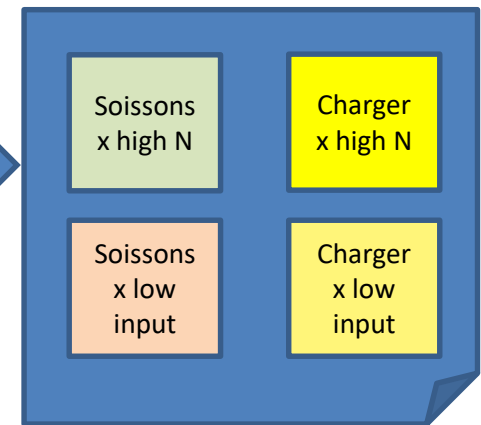 Soissons
x high N
Charger
x high N
Soissons
x low
input
Charger
x low
input